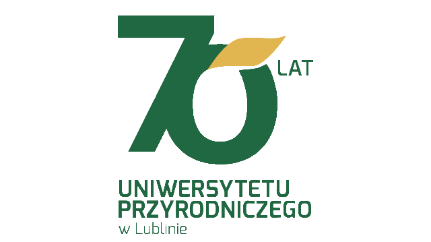 70 LAT
UNIWERSYTETU
PRZYRODNICZEGO
w Lublinie